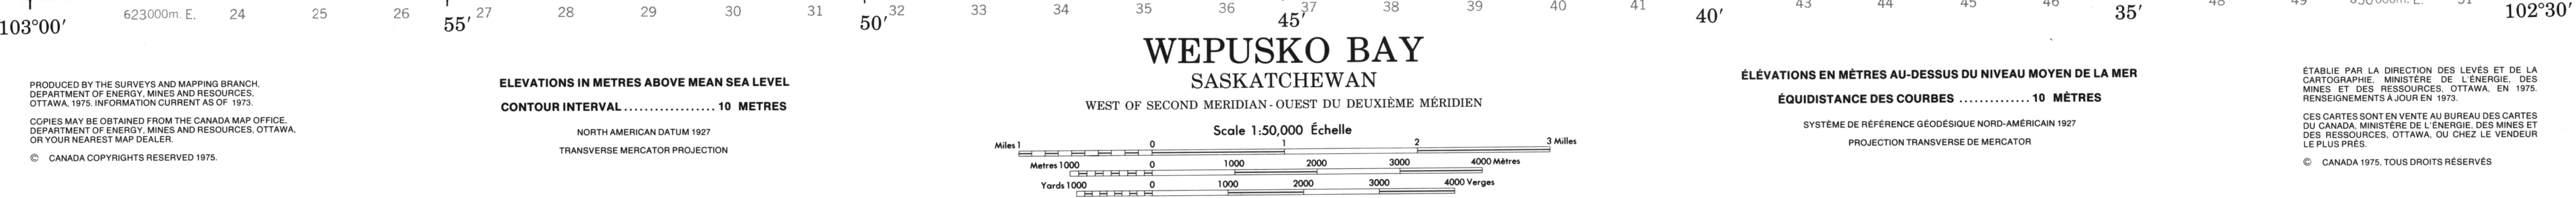 623000m. E. 24 25 26 27 28 29 30 31 32 33 34 35 36 37 38 39 40 41 43 44 45 46 48 49
103°00′ 55′ 50′ 45′ 40′ 35′ 102°30′
PRODUCED BY THE SURVEYS AND MAPPING BRANCH,
DEPARTMENT OF ENERGY, MINES AND RESOURCES,
OTTAWA, 1975. INFORMATION CURRENT AS OF 1973.
COPIES MAY BE OBTAINED FROM THE CANADA MAP OFFICE,
DEPARTMENT OF ENERGY, MINES AND RESOURCES, OTTAWA,
OR YOUR NEAREST MAP DEALER.
© CANADA COPYRIGHTS RESERVED 1975.
ELEVATIONS IN METRES ABOVE MEAN SEA LEVEL
CONTOUR INTERVAL .................. 10 METRES
NORTH AMERICAN DATUM 1927
TRANSVERSE MERCATOR PROJECTION
WEPUSKO BAY
SASKATCHEWAN
WEST OF SECOND MERIDIAN - OUEST DU DEUXIÈME MÉRIDIEN
Scale 1:50,000 Échelle
Miles 1 0 1 2 3 Milles
Metres 1000 0 1000 2000 3000 4000 Mètres
Yards 1000 0 1000 2000 3000 4000 Verges
ÉLÉVATIONS EN MÈTRES AU-DESSUS DU NIVEAU MOYEN DE LA MER
ÉQUIDISTANCE DES COURBES .............. 10 MÈTRES
SYSTÈME DE RÉFÉRENCE GÉODÉSIQUE NORD-AMÉRICAIN 1927
PROJECTION TRANSVERSE DE MERCATOR
ÉTABLIE PAR LA DIRECTION DES LEVÉS ET DE LA
CARTOGRAPHIE, MINISTÈRE DE L'ÉNERGIE, DES
MINES ET DES RESSOURCES, OTTAWA, EN 1975.
RENSEIGNEMENTS À JOUR EN 1973.
CES CARTES SONT EN VENTE AU BUREAU DES CARTES
DU CANADA, MINISTÈRE DE L'ÉNERGIE, DES MINES ET
DES RESSOURCES, OTTAWA, OU CHEZ LE VENDEUR
LE PLUS PRÈS.
© CANADA 1975, TOUS DROITS RÉSERVÉS